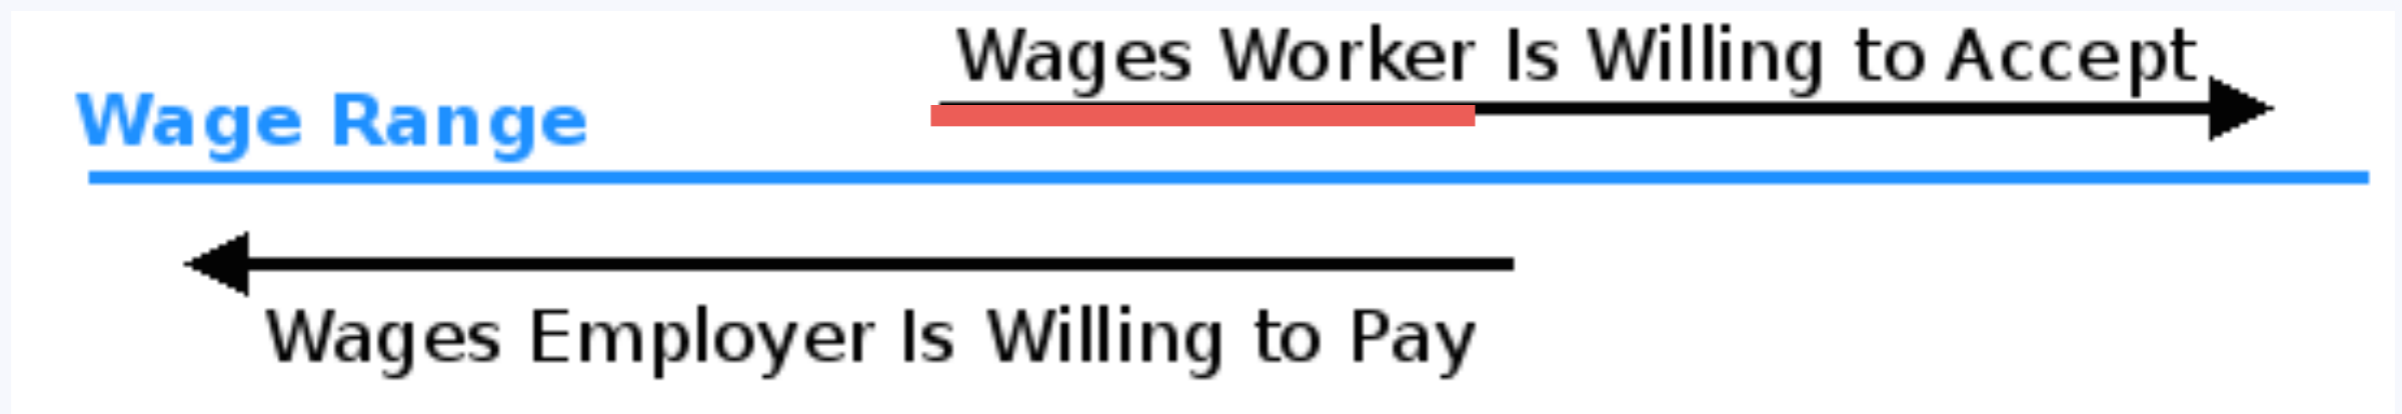 Wages Worker Is Willing to Accept
Wage Range
Wages Employer Is Willing to Pay